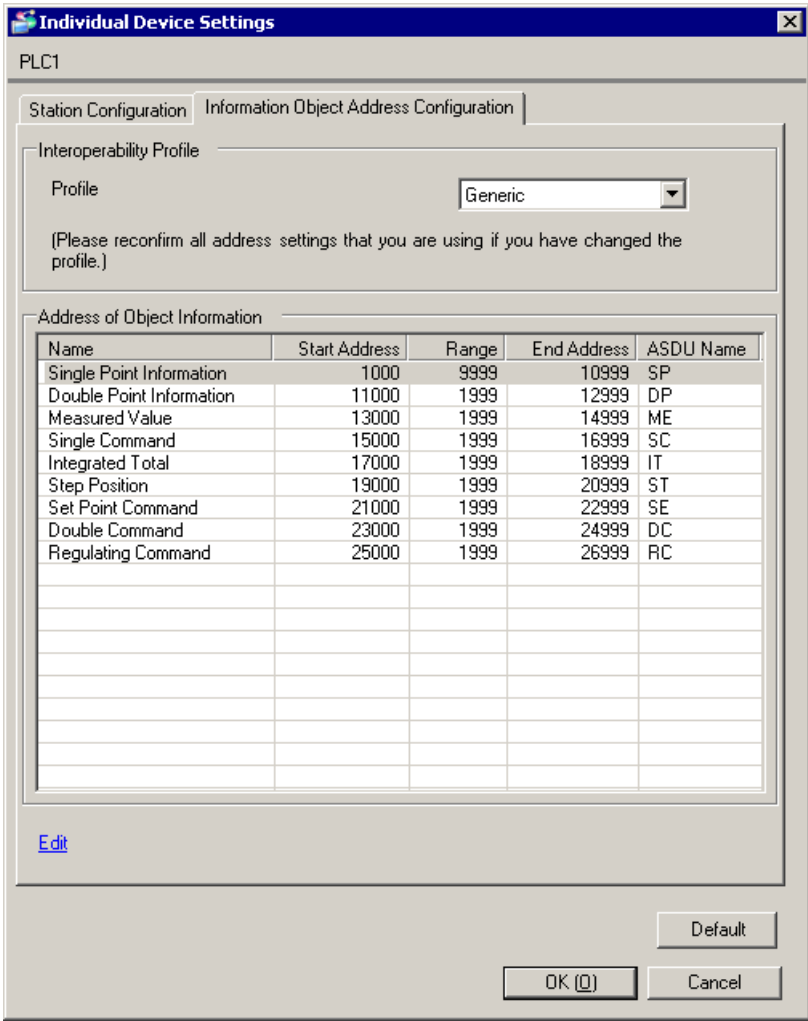 Individual Device Settings
PLC1
Station Configuration Information Object Address Configuration
Interoperability Profile
Profile Generic
(Please reconfirm all address settings that you are using if you have changed the
profile.)
Address of Object Information
Name Start Address Range End Address ASDU Name
Single Point Information 1000 9999 10999 SP
Double Point Information 11000 1999 12999 DP
Measured Value 13000 1999 14999 ME
Single Command 15000 1999 16999 SC
Integrated Total 17000 1999 18999 IT
Step Position 19000 1999 20999 ST
Set Point Command 21000 1999 22999 SE
Double Command 23000 1999 24999 DC
Regulating Command 25000 1999 26999 RC
Edit
Default
OK (O) Cancel